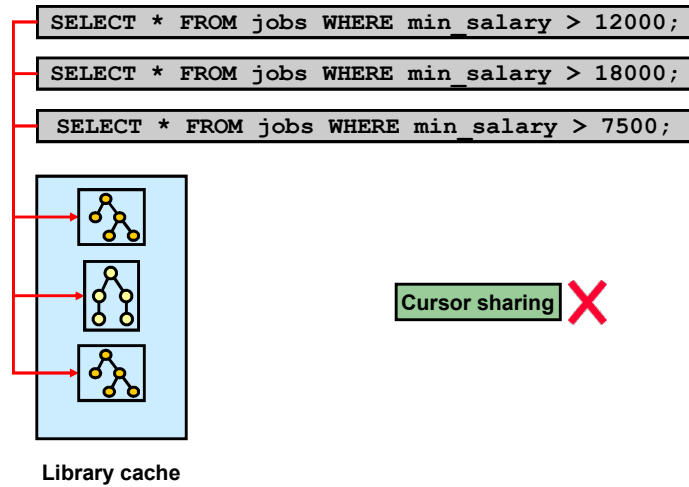 SELECT * FROM jobs WHERE min_salary > 12000;
SELECT * FROM jobs WHERE min_salary > 18000;
SELECT * FROM jobs WHERE min_salary > 7500;
Cursor sharing
Library cache